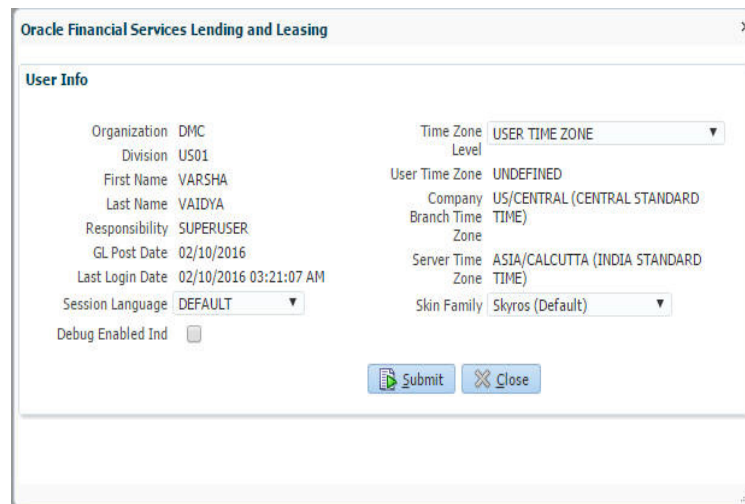 Oracle Financial Services Lending and Leasing
User Info
Organization DMC
Division US01
First Name VARSHA
Last Name VAIDYA
Responsibility SUPERUSER
GL Post Date 02/10/2016
Last Login Date 02/10/2016 03:21:07 AM
Session Language DEFAULT
Debug Enabled Ind
Time Zone Level USER TIME ZONE
User Time Zone UNDEFINED
Company Branch Time Zone US/CENTRAL (CENTRAL STANDARD TIME)
Server Time Zone ASIA/CALCUTTA (INDIA STANDARD TIME)
Skin Family Skyros (Default)
Submit Close